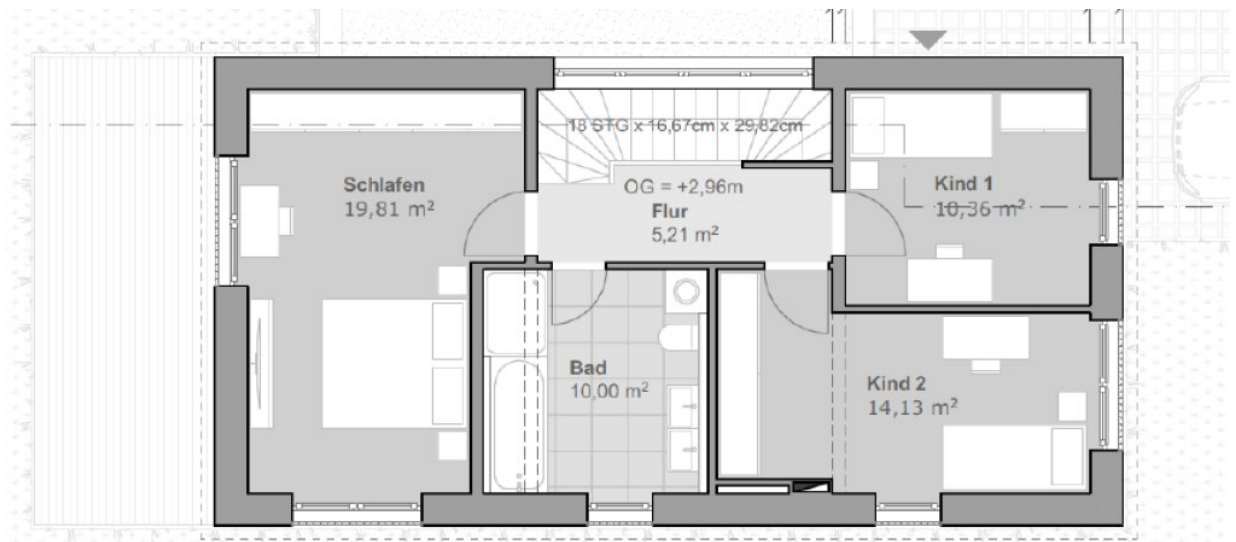 18 STG x 16,67cm x 29,82cm
Schlafen
19,81 m²
OG = +2,96m
Flur
5,21 m²
Kind 1
10,36 m²
Bad
10,00 m²
Kind 2
14,13 m²